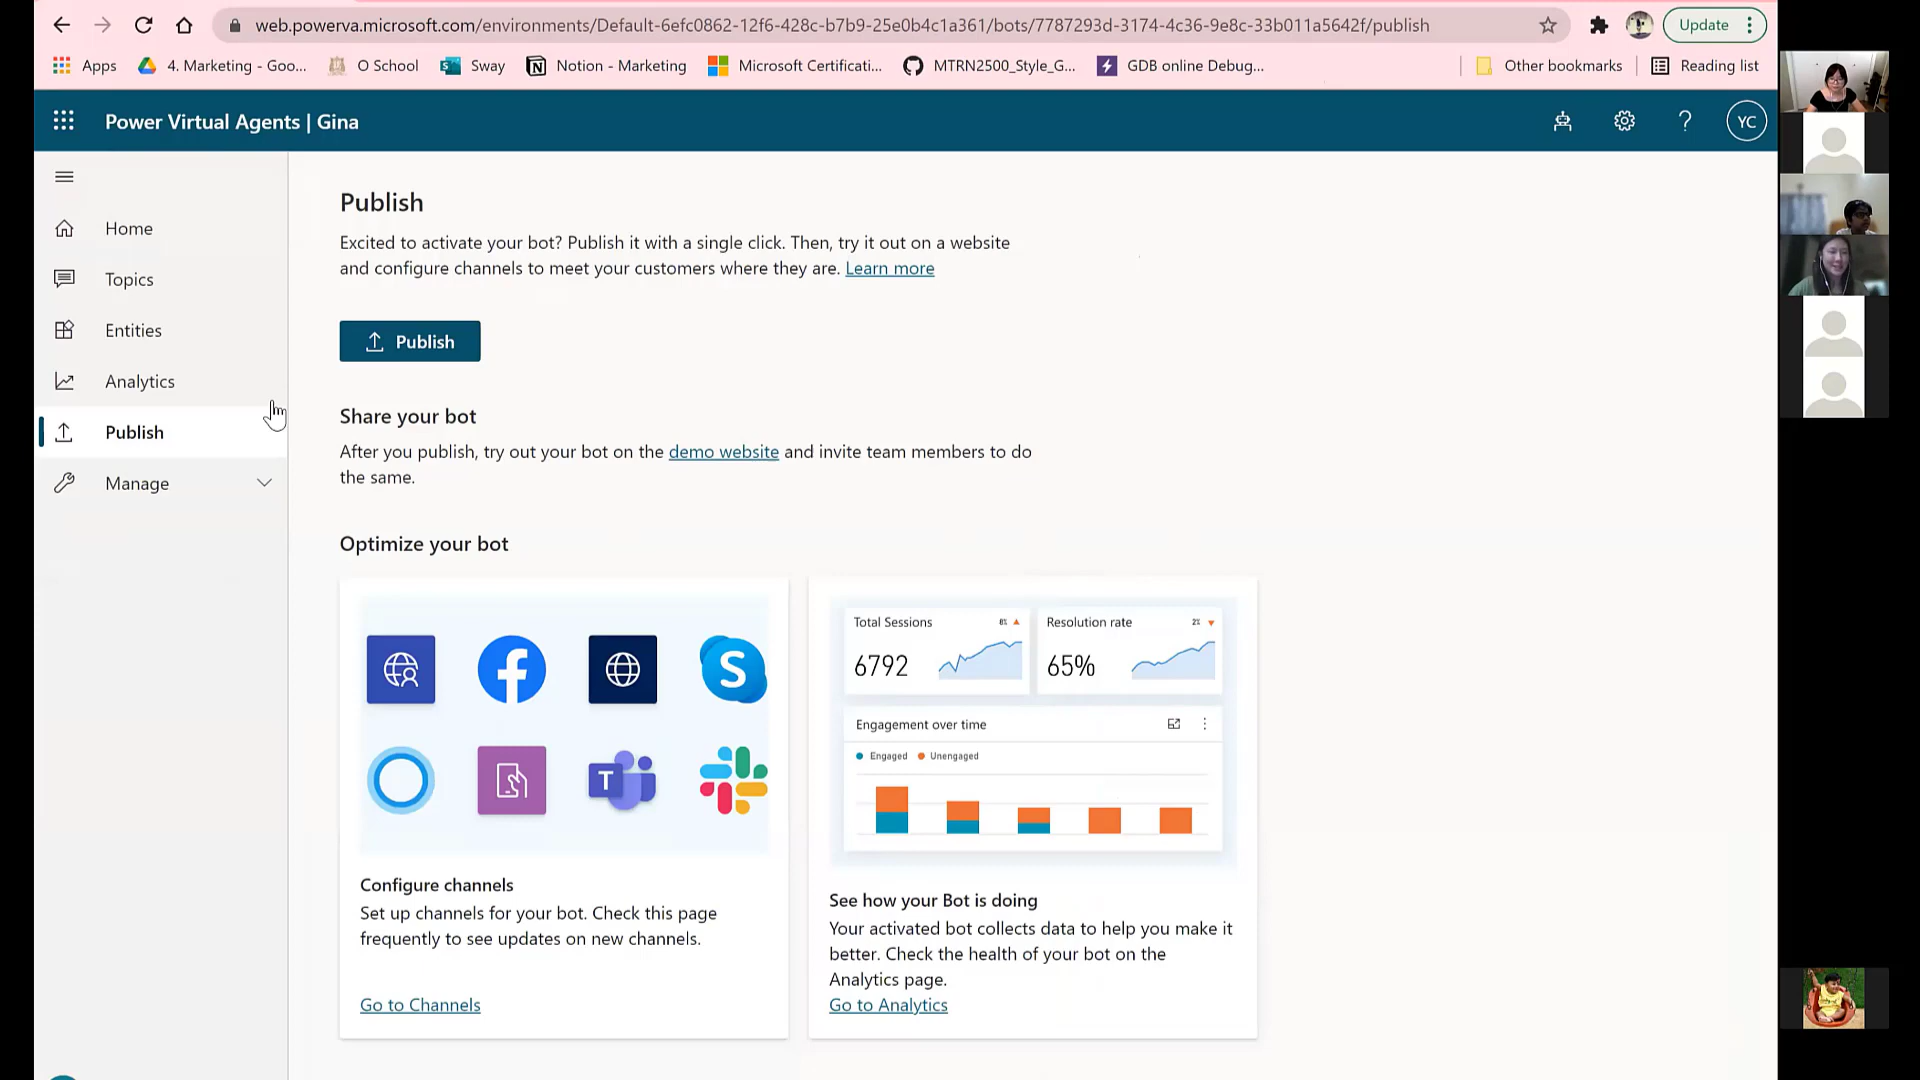 web.powerva.microsoft.com/environments/Default-6efc0862-12f6-428c-b7b9-25e0b4c1a361/bots/7787293d-3174-4c36-9e8c-33b011a5642f/publish
Update
Apps
4. Marketing - Goo...
O School
Sway
Notion - Marketing
Microsoft Certificati...
MTRN2500_Style_G...
GDB online Debug...
Other bookmarks
Reading list
Power Virtual Agents | Gina
?
YC
Home
Topics
Entities
Analytics
Publish
Manage
Publish
Excited to activate your bot? Publish it with a single click. Then, try it out on a website
and configure channels to meet your customers where they are. Learn more
Publish
Share your bot
After you publish, try out your bot on the demo website and invite team members to do
the same.
Optimize your bot
Configure channels
Set up channels for your bot. Check this page
frequently to see updates on new channels.
Go to Channels
Total Sessions 8%
6792
Resolution rate 2%
65%
Engagement over time
Engaged Unengaged
See how your Bot is doing
Your activated bot collects data to help you make it
better. Check the health of your bot on the
Analytics page.
Go to Analytics